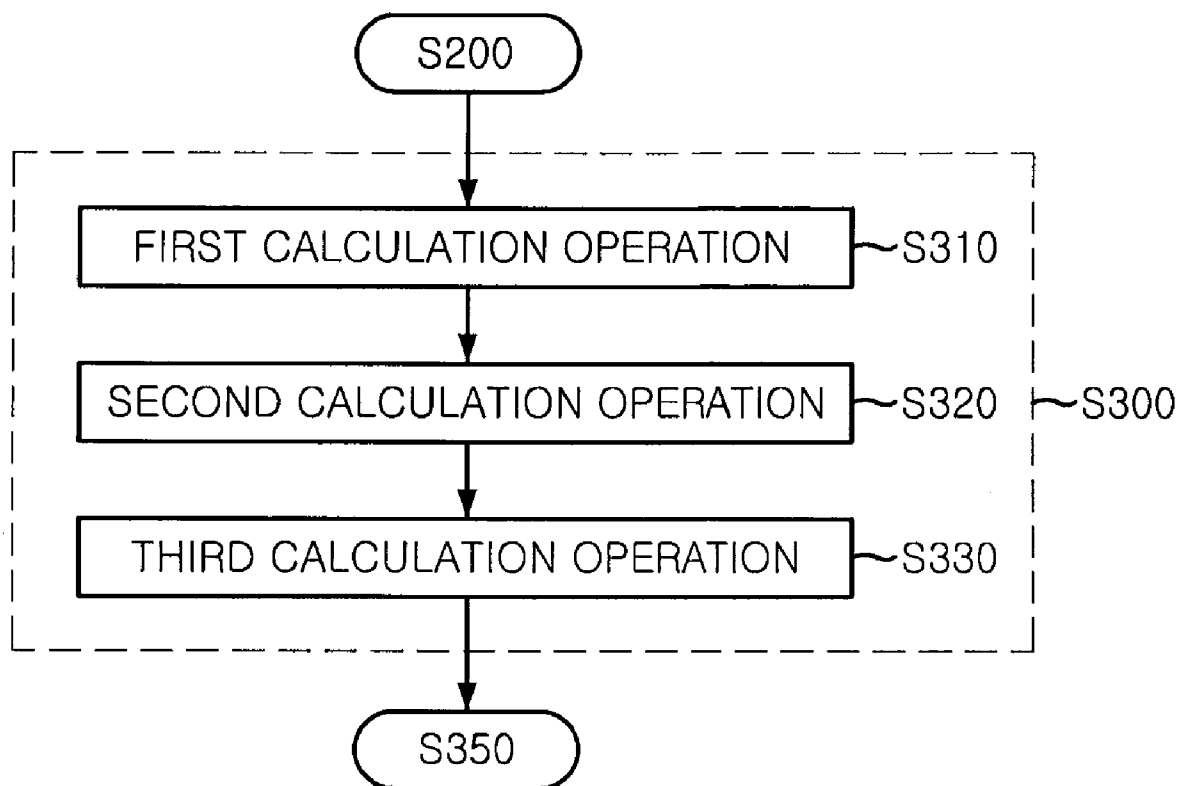 S200
FIRST CALCULATION OPERATION
S310
SECOND CALCULATION OPERATION
S320
S300
THIRD CALCULATION OPERATION
S330
S350